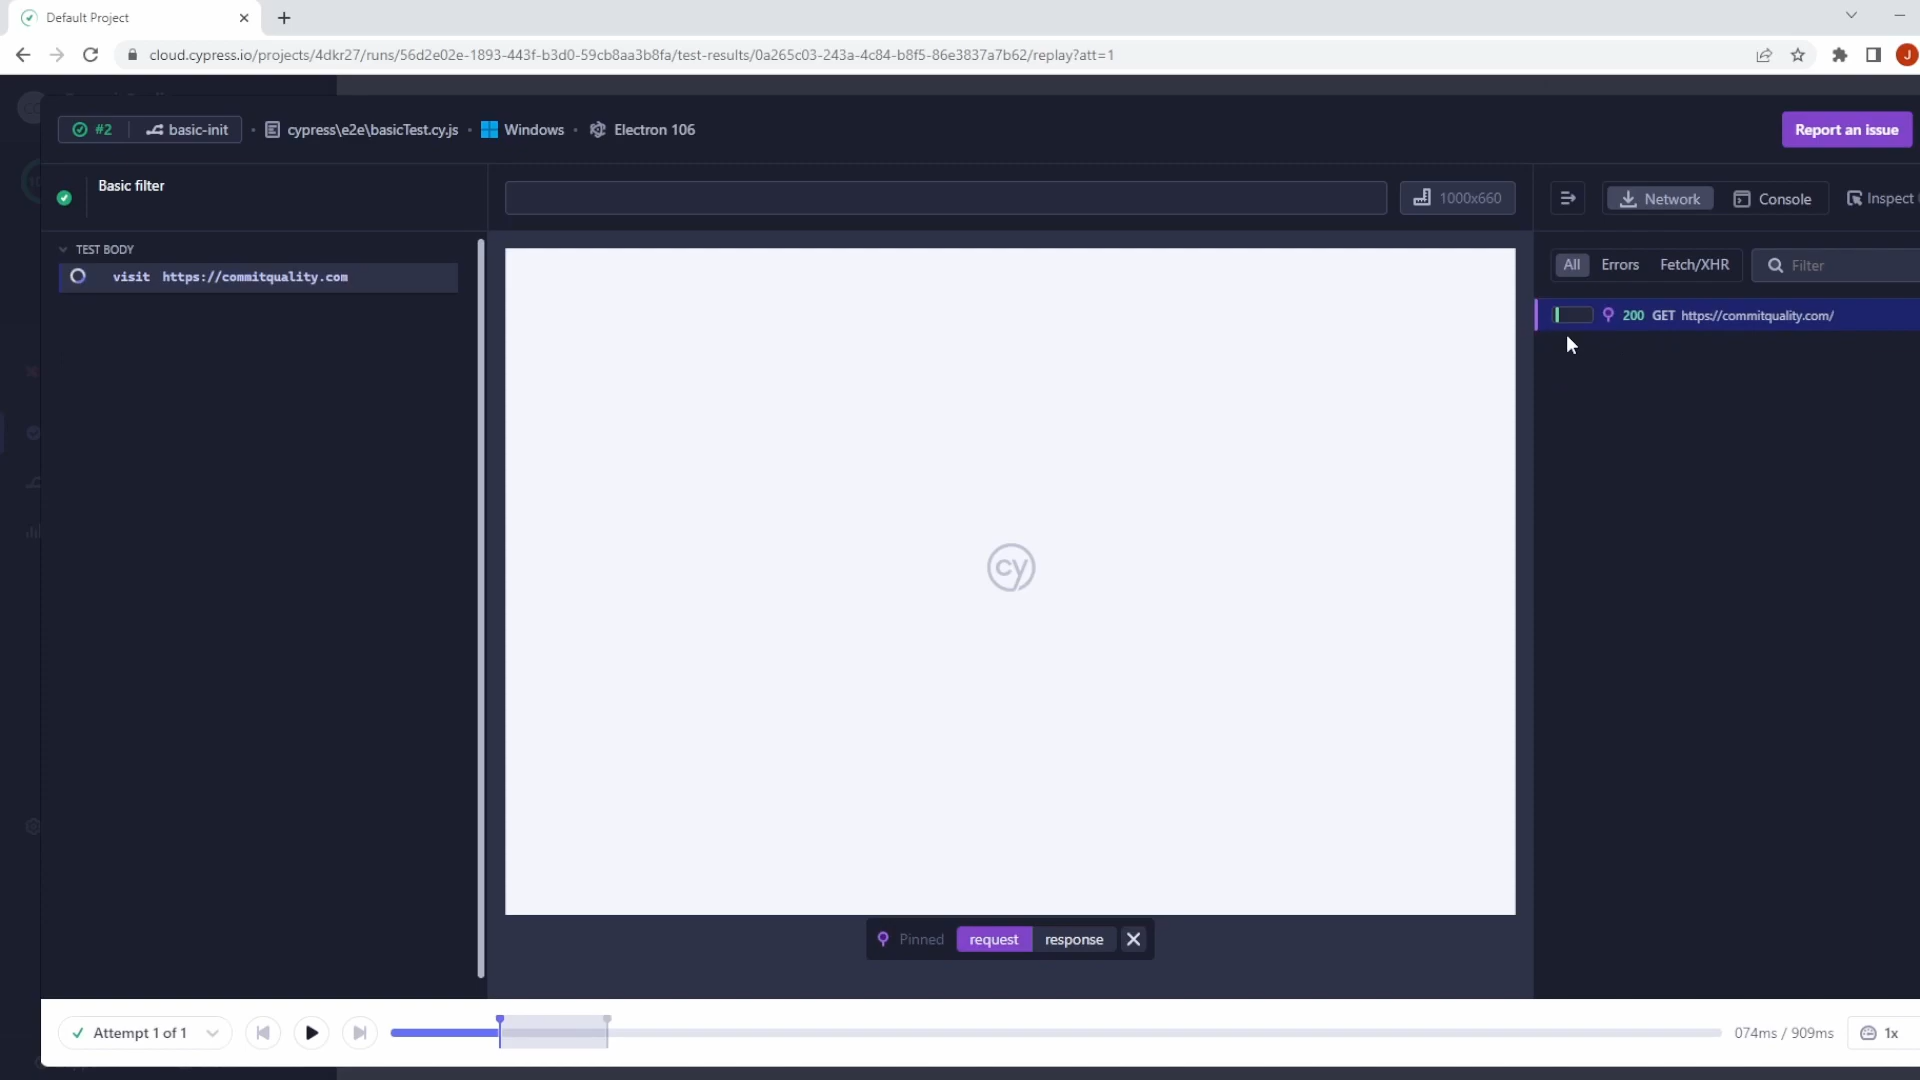 Default Project
cloud.cypress.io/projects/4dkr27/runs/56d2e02e-1893-443f-b3d0-59cb8aa3b8fa/test-results/0a265c03-243a-4c84-b8f5-86e3837a7b62/replay?att=1
J
#2 basic-init · cypress\e2e\basicTest.cy.js · Windows · Electron 106
Report an issue
Basic filter
1000x660
Network Console Inspect
TEST BODY
visit https://commitquality.com
All Errors Fetch/XHR Filter
200 GET https://commitquality.com/
cy
Pinned request response
Attempt 1 of 1
074ms / 909ms
1x